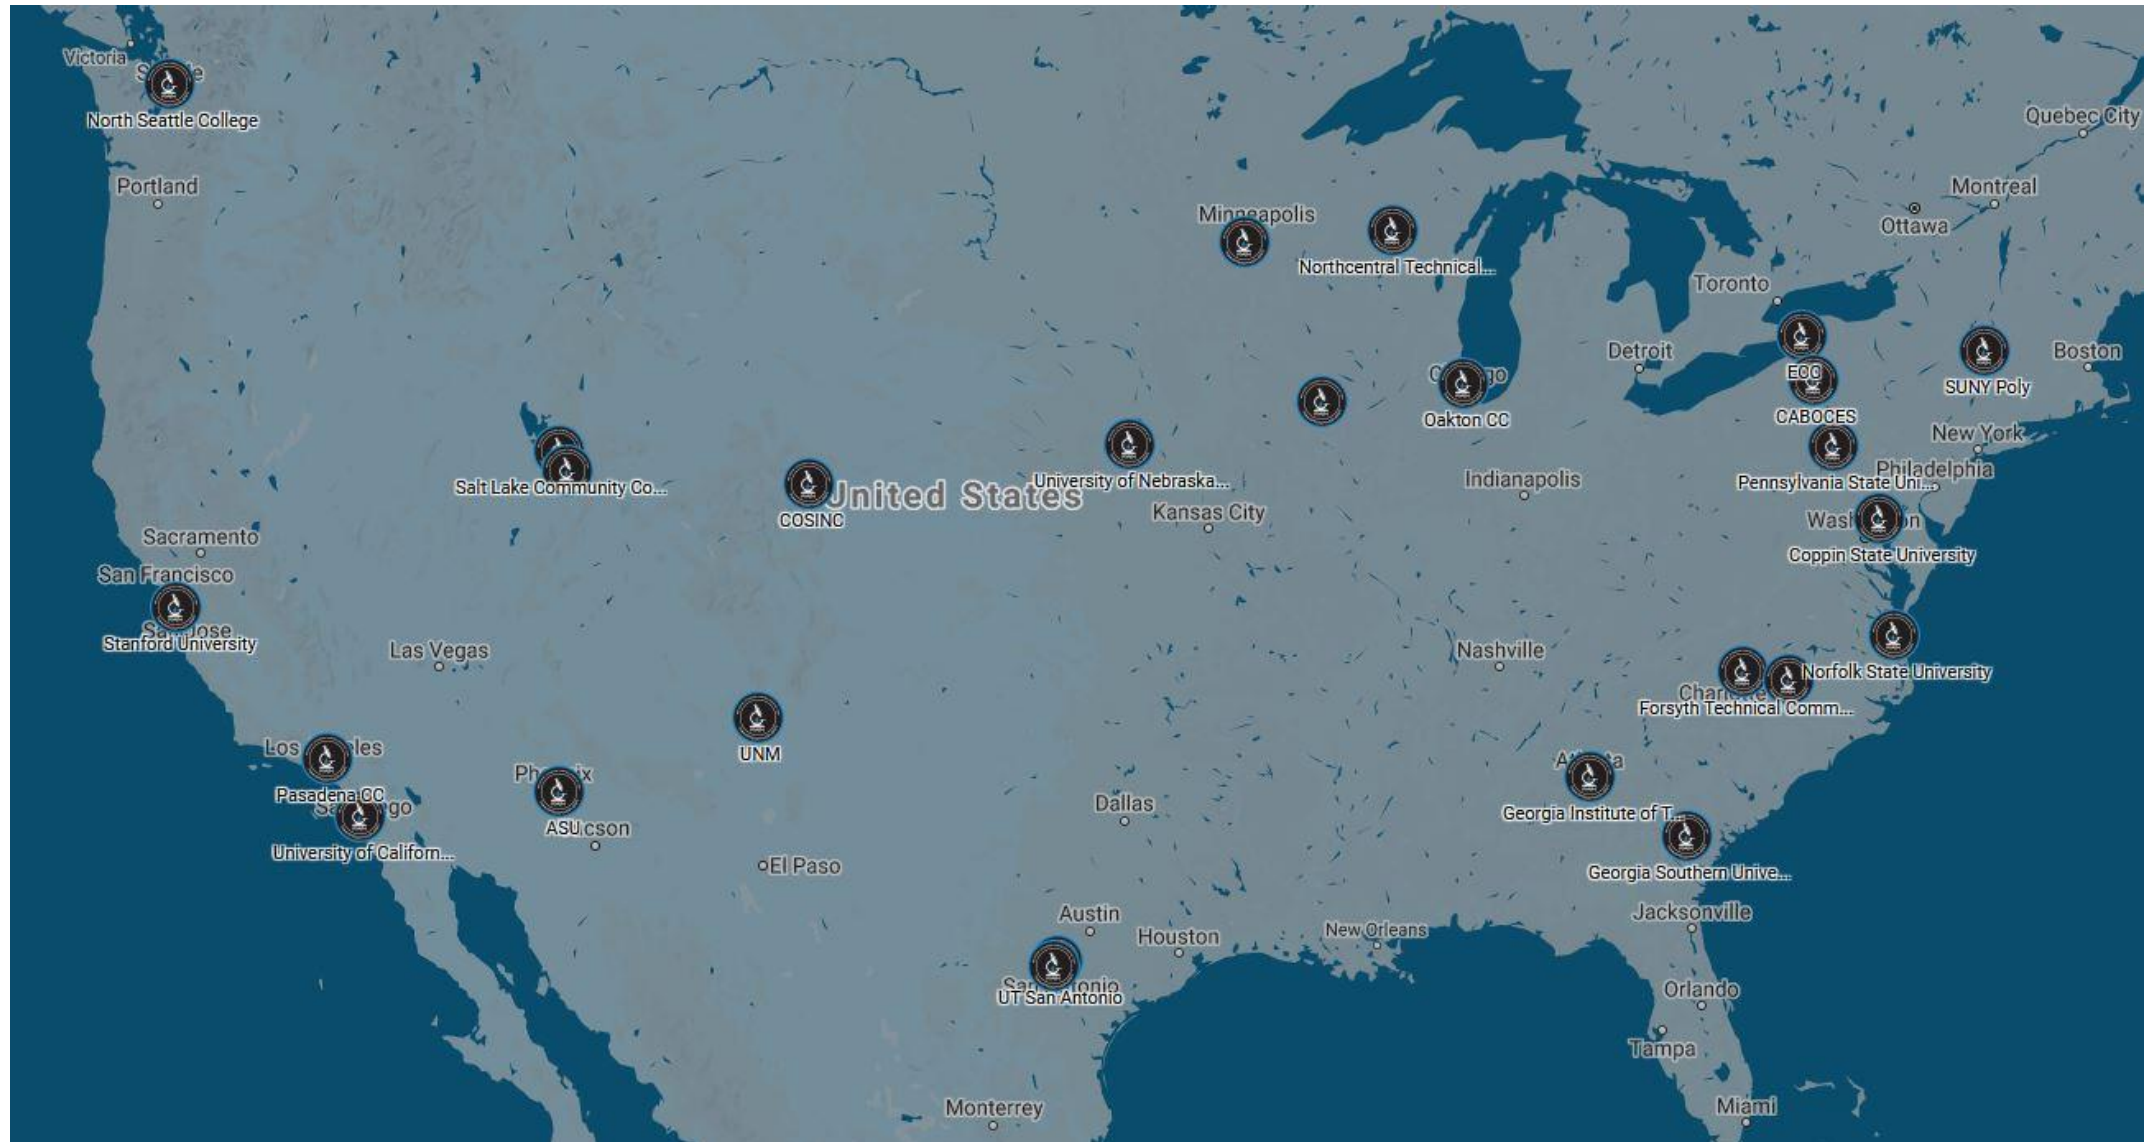 Victoria
North Seattle College
Quebec City
Portland
Montreal
Minneapolis
Ottawa
Northcentral Technical...
Toronto
Detroit
Boston
ECC
SUNY Poly
CABOCES
Oakton CC
New York
Philadelphia
Indianapolis
University of Nebraska...
Pennsylvania State Uni...
Salt Lake Community Co...
United States
Kansas City
COSINC
Sacramento
Coppin State University
San Francisco
Stanford University
Las Vegas
Nashville
Norfolk State University
Forsyth Technical Comm...
UNM
Pasadena CC
Dallas
Georgia Institute of T...
ASU
University of Californ...
El Paso
Georgia Southern Unive...
Austin
Jacksonville
Houston
New Orleans
UT San Antonio
Orlando
Tampa
Monterrey
Miami